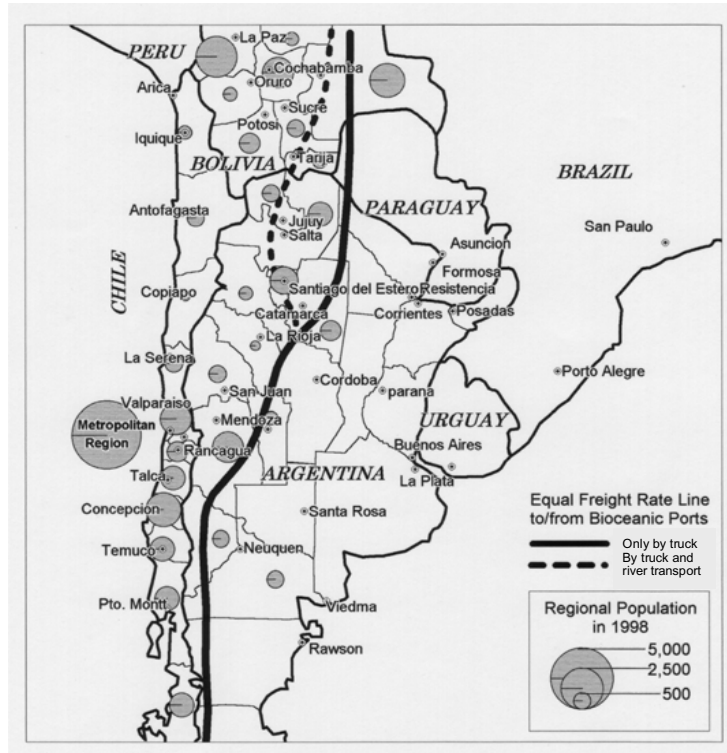 La Paz
PERU
Cochabamba
Oruro
Arica
Sucre
Potosi
Iquique
Tarija
BOLIVIA
BRAZIL
Antofagasta
PARAGUAY
Jujuy
San Paulo
Salta
Asuncion
CHILE
Formosa
Copiapo
Santiago del Estero
Resistencia
Catamarca
Corrientes
Posadas
La Rioja
La Serena
Cordoba
Porto Alegre
San Juan
parana
Valparaiso
Metropolitan
Region
Mendoza
URGUAY
Rancagua
Buenos Aires
ARGENTINA
Talca
La Plata
Concepcion
Santa Rosa
Equal Freight Rate Line
to/from Bioceanic Ports
Only by truck
By truck and
river transport
Temuco
Neuquen
Pto. Montt
Viedma
Regional Population
in 1998
5,000
2,500
500
Rawson